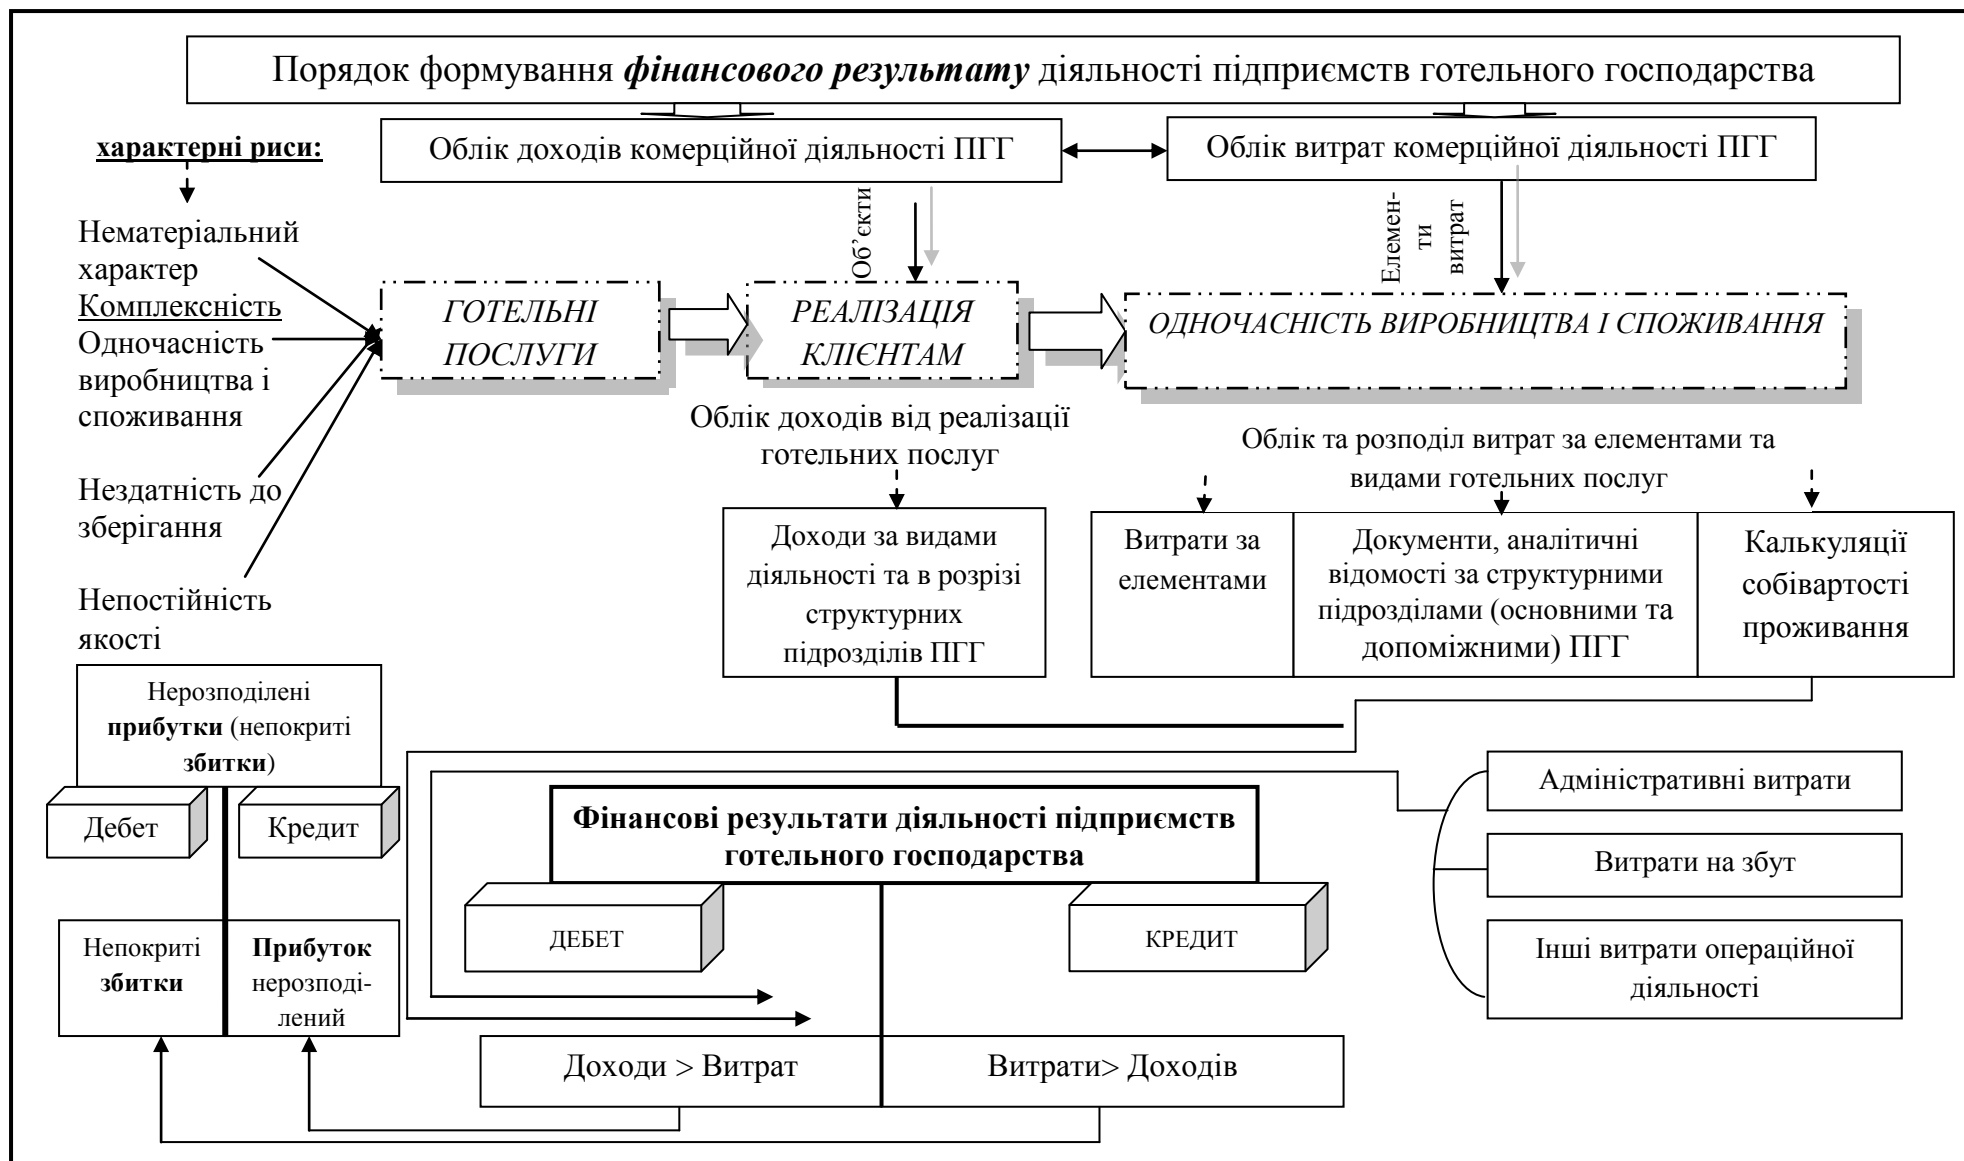 Порядок формування фінансового результату діяльності підприємств готельного господарства
характерні риси:
Облік доходів комерційної діяльності ПГГ
Облік витрат комерційної діяльності ПГГ
Об’єкти
Елемен-
ти
витрат
Нематеріальний
характер
Комплексність
Одночасність
виробництва і
споживання
Нездатність до
зберігання
Непостійність
якості
ГОТЕЛЬНІ
ПОСЛУГИ
РЕАЛІЗАЦІЯ
КЛІЄНТАМ
ОДНОЧАСНІСТЬ ВИРОБНИЦТВА І СПОЖИВАННЯ
Облік доходів від реалізації
готельних послуг
Облік та розподіл витрат за елементами та
видами готельних послуг
Доходи за видами
діяльності та в розрізі
структурних
підрозділів ПГГ
Витрати за
елементами
Документи, аналітичні
відомості за структурними
підрозділами (основними та
допоміжними) ПГГ
Калькуляції
собівартості
проживання
Нерозподілені
прибутки (непокриті
збитки)
Дебет
Кредит
Непокриті
збитки
Прибуток
нерозподі-
лений
Фінансові результати діяльності підприємств
готельного господарства
ДЕБЕТ
КРЕДИТ
Доходи > Витрат
Витрати> Доходів
Адміністративні витрати
Витрати на збут
Інші витрати операційної
діяльності